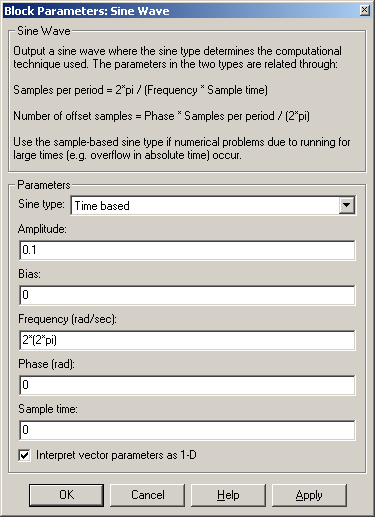 Block Parameters: Sine Wave
Sine Wave
Output a sine wave where the sine type determines the computational
technique used. The parameters in the two types are related through:
Samples per period = 2*pi / (Frequency * Sample time)
Number of offset samples = Phase * Samples per period / (2*pi)
Use the sample-based sine type if numerical problems due to running for
large times (e.g. overflow in absolute time) occur.
Parameters
Sine type: Time based
Amplitude:
0.1
Bias:
0
Frequency (rad/sec):
2*(2*pi)
Phase (rad):
0
Sample time:
0
Interpret vector parameters as 1-D
OK Cancel Help Apply